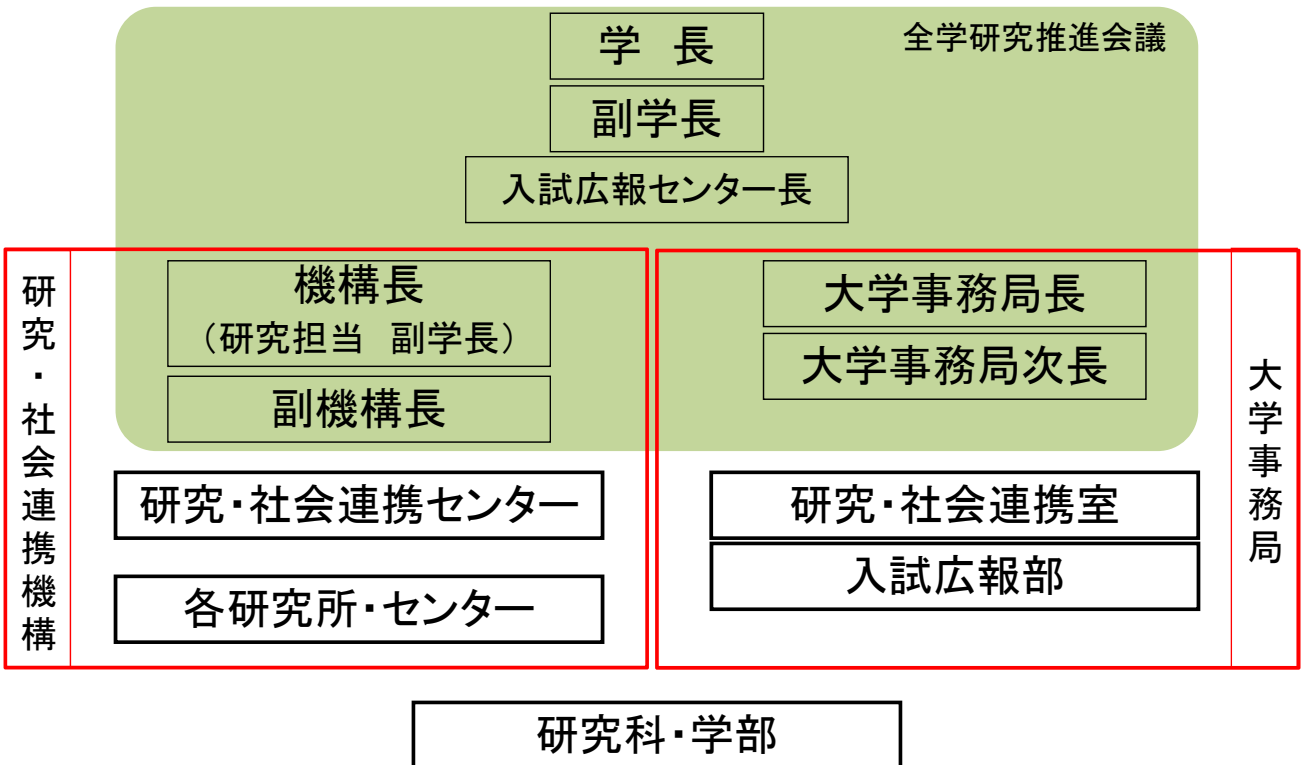 全学研究推進会議
学　長
副学長
入試広報センター長
研究・社会連携機構
機構長
（研究担当　副学長）
副機構長
研究・社会連携センター
各研究所・センター
大学事務局長
大学事務局次長
研究・社会連携室
入試広報部
大学事務局
研究科・学部